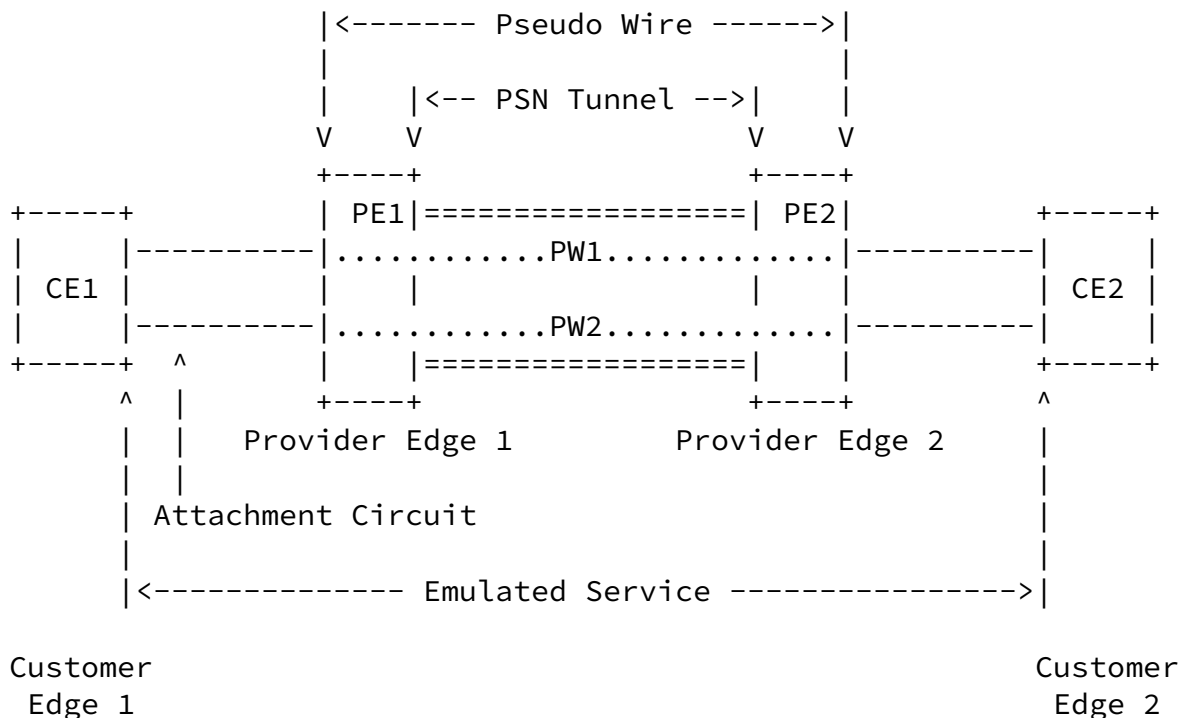 |<------- Pseudo Wire ------>|
|                            |
|    |<-- PSN Tunnel -->|    |
V    V                  V    V
+----+                  +----+
+-----+          | PE1|==================| PE2|          +-----+
|     |----------|............PW1.............|----------|     |
| CE1 |          |    |                  |    |          | CE2 |
|     |----------|............PW2.............|----------|     |
+-----+  ^       |    |==================|    |          +-----+
^  |       +----+                  +----+          ^
|  |   Provider Edge 1         Provider Edge 2     |
|  |                                               |
| Attachment Circuit                               |
|                                                  |
|<-------------- Emulated Service ---------------->|
Customer                                                 Customer
Edge 1                                                   Edge 2